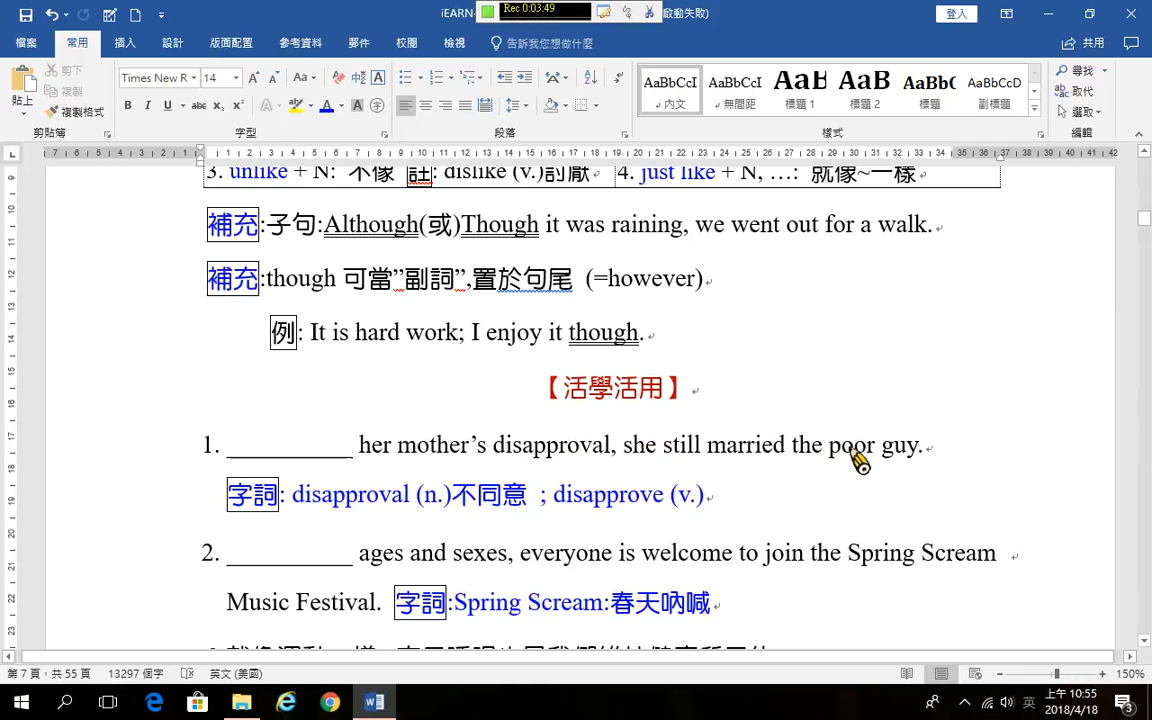 iEARN
Rec 0:03:49
啟動失敗)
登入
檔案 常用 插入 設計 版面配置 參考資料 郵件 校閱 檢視 告訴我您想做什麼 共用
貼上 剪下 複製 複製格式 剪貼簿
Times New R 14 字型
段落
AaBbCcI 內文 AaBbCcI 無間距 AaB 標題 1 AaB 標題 2 AaBb( 標題 AaBbCcD 副標題 樣式
尋找 取代 選取 編輯
3. unlike + N: 不像 註: dislike (v.)討厭 4. just like + N, …: 就像~一樣
補充:子句:Although(或)Though it was raining, we went out for a walk.
補充:though 可當”副詞”,置於句尾 (=however)
例: It is hard work; I enjoy it though.
【活學活用】
1. __________ her mother’s disapproval, she still married the poor guy.
字詞: disapproval (n.)不同意 ; disapprove (v.)
2. __________ ages and sexes, everyone is welcome to join the Spring Scream
Music Festival. 字詞:Spring Scream:春天吶喊
第 7 頁，共 55 頁 13297 個字 英文 (美國) 150%
英 上午 10:55
2018/4/18 3